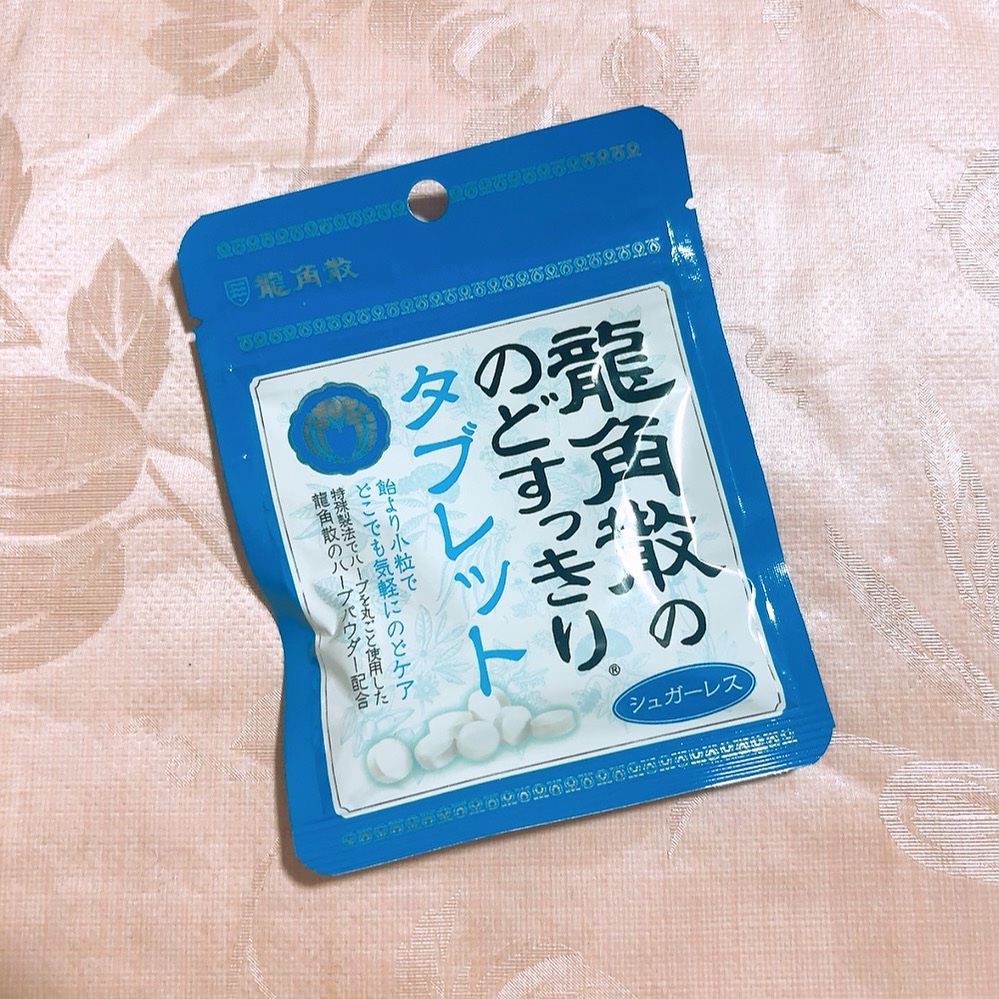 龍角散
龍角散の
のどすっきり®
タブレット
飴より小粒で
どこでも気軽にのどケア
特殊製法でハーブを丸ごと使用した
龍角散のハーブパウダー配合
シュガーレス